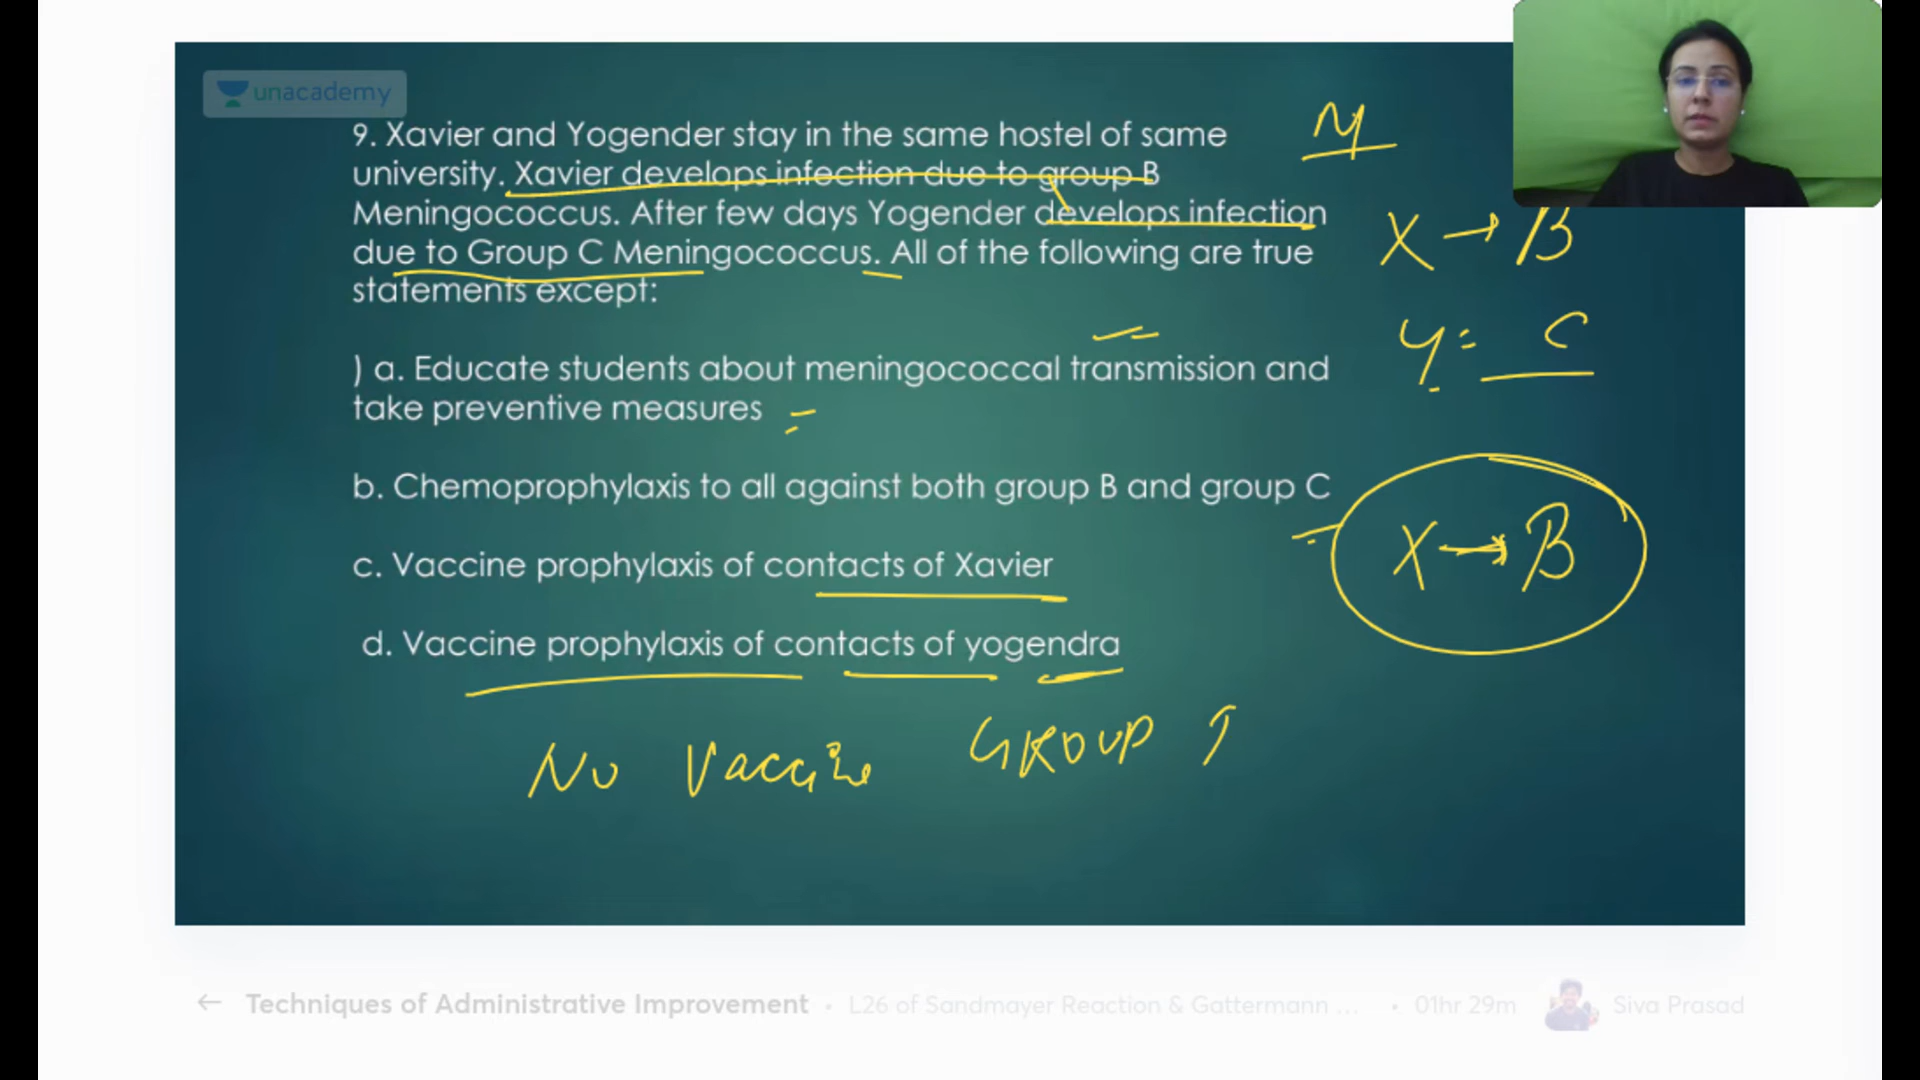 unacademy
9. Xavier and Yogender stay in the same hostel of same
university. Xavier develops infection due to group B
Meningococcus. After few days Yogender develops infection
due to Group C Meningococcus. All of the following are true
statements except:
) a. Educate students about meningococcal transmission and
take preventive measures
b. Chemoprophylaxis to all against both group B and group C
c. Vaccine prophylaxis of contacts of Xavier
d. Vaccine prophylaxis of contacts of yogendra
X → B
Y = C
X → B
No Vaccine GROUP
← Techniques of Administrative Improvement • L26 of Sandmayer Reaction & Gattermann ... • 01hr 29m Siva Prasad